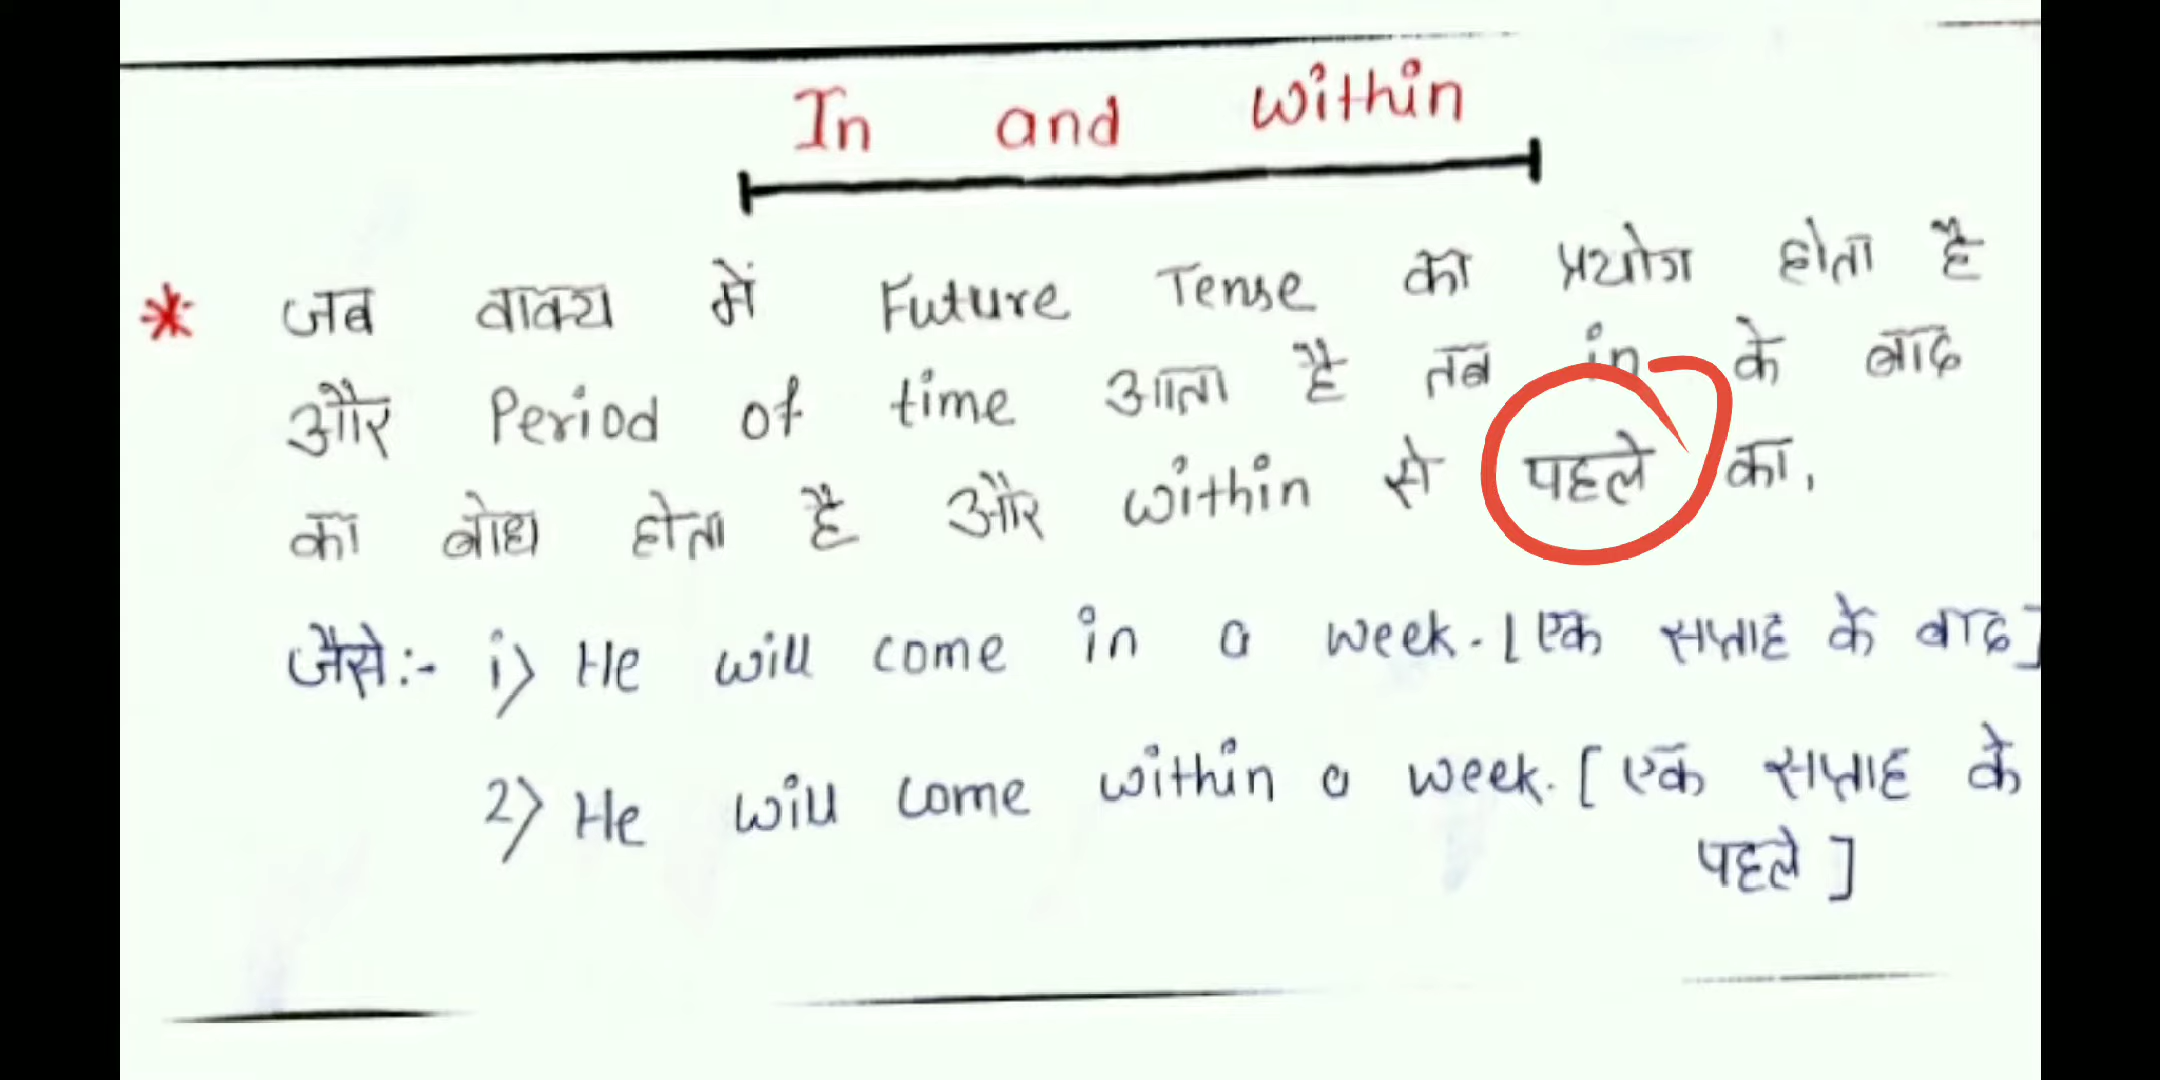 In and within
* जब वाक्य में Future Tense का प्रयोग होता है
और Period of time आता है तब in के बाद
का बोध होता है और within से पहले का,
जैसे:- i) He will come in a week. [एक सप्ताह के बाद]
2) He will come within a week. [एक सप्ताह के
पहले]